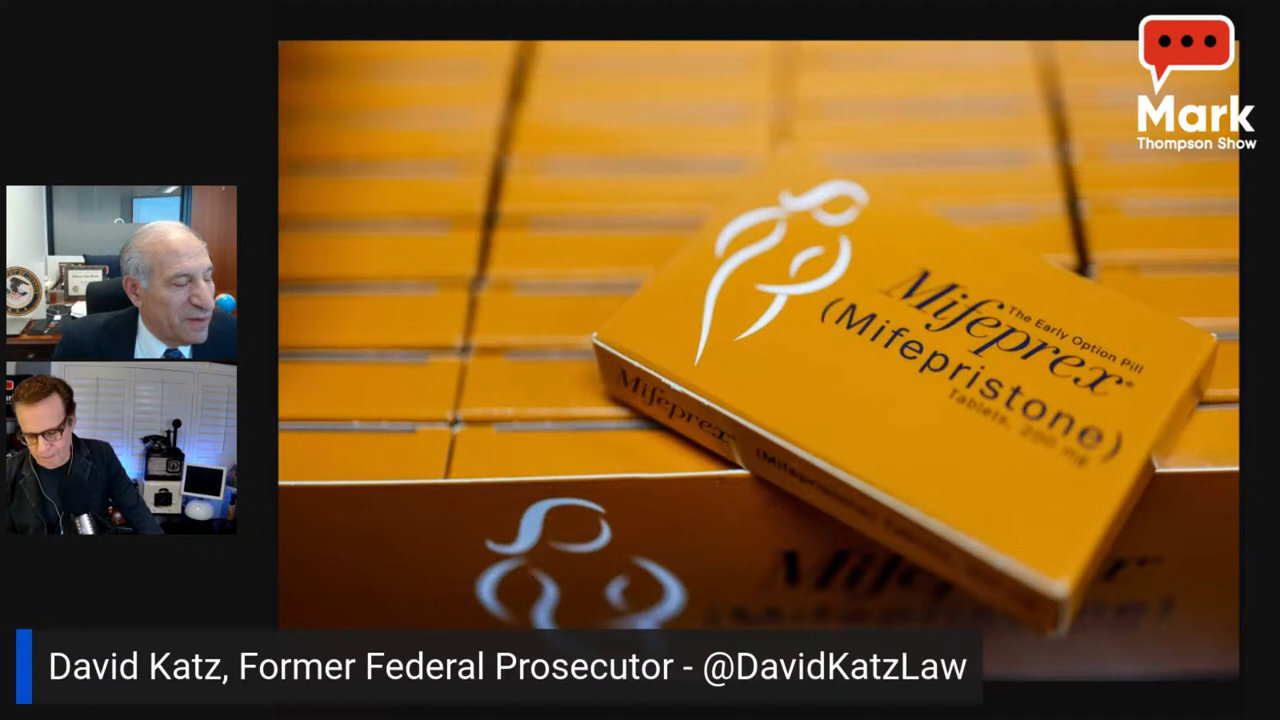 Mark
Thompson Show
The Early Option Pill
Mifeprex®
(Mifepristone)
Tablets, 200 mg
Mifeprex
David Katz, Former Federal Prosecutor - @DavidKatzLaw